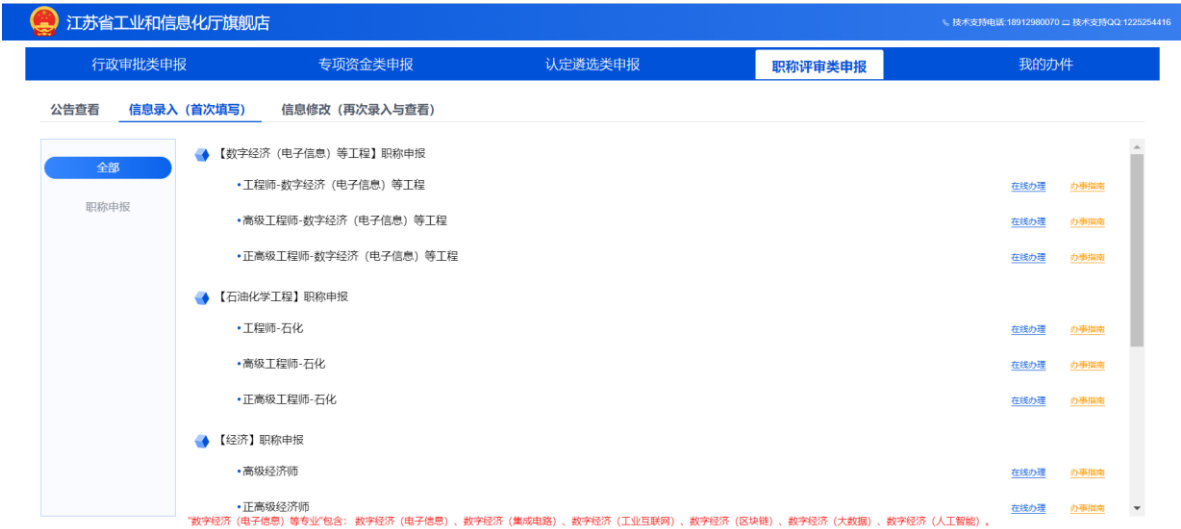 江苏省工业和信息化厅旗舰店
技术支持电话:18912980070 技术支持QQ:1225254416
行政审批类申报 专项资金类申报 认定遴选类申报 职称评审类申报 我的办件
公告查看 信息录入（首次填写） 信息修改（再次录入与查看）
全部
职称申报
【数字经济（电子信息）等工程】职称申报
•工程师-数字经济（电子信息）等工程 在线办理 办事指南
•高级工程师-数字经济（电子信息）等工程 在线办理 办事指南
•正高级工程师-数字经济（电子信息）等工程 在线办理 办事指南
【石油化学工程】职称申报
•工程师-石化 在线办理 办事指南
•高级工程师-石化 在线办理 办事指南
•正高级工程师-石化 在线办理 办事指南
【经济】职称申报
•高级经济师 在线办理 办事指南
•正高级经济师 在线办理 办事指南
"数字经济（电子信息）等专业"包含： 数字经济（电子信息）、数字经济（集成电路）、数字经济（工业互联网）、数字经济（区块链）、数字经济（大数据）、数字经济（人工智能）。